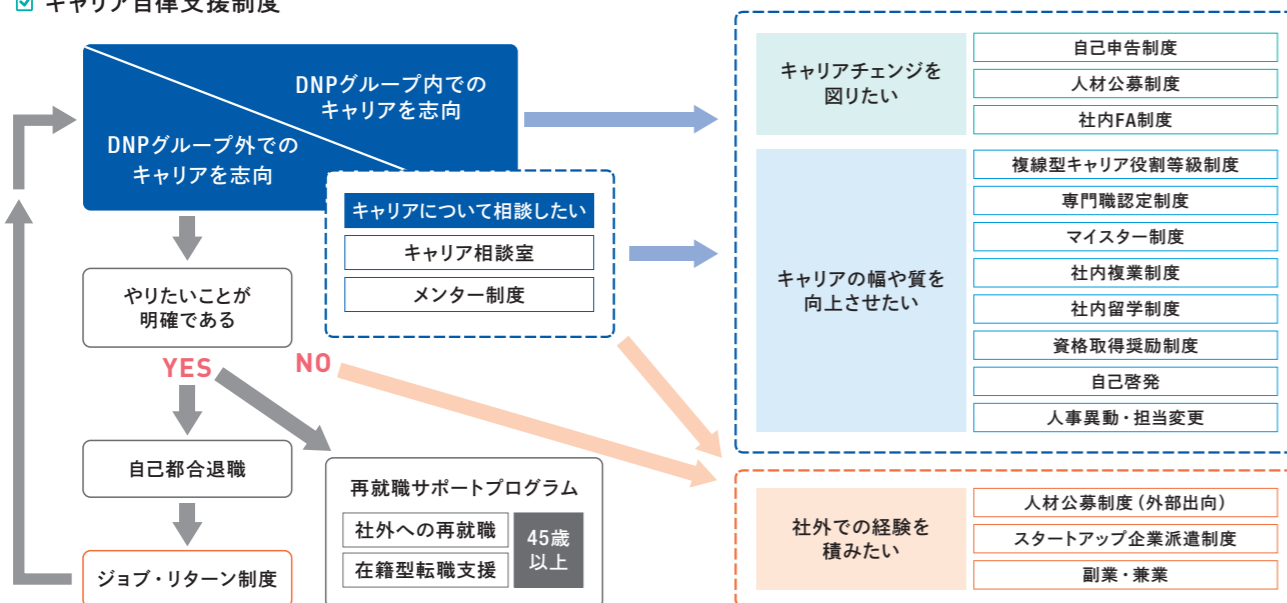 キャリア自律支援制度
DNPグループ内での
キャリアを志向
DNPグループ外での
キャリアを志向
キャリアについて相談したい
キャリア相談室
メンター制度
やりたいことが
明確である
YES
NO
自己都合退職
ジョブ・リターン制度
再就職サポートプログラム
社外への再就職
在籍型転職支援
45歳
以上
キャリアチェンジを
図りたい
自己申告制度
人材公募制度
社内FA制度
キャリアの幅や質を
向上させたい
複線型キャリア役割等級制度
専門職認定制度
マイスター制度
社内複業制度
社内留学制度
資格取得奨励制度
自己啓発
人事異動・担当変更
社外での経験を
積みたい
人材公募制度（外部出向）
スタートアップ企業派遣制度
副業・兼業